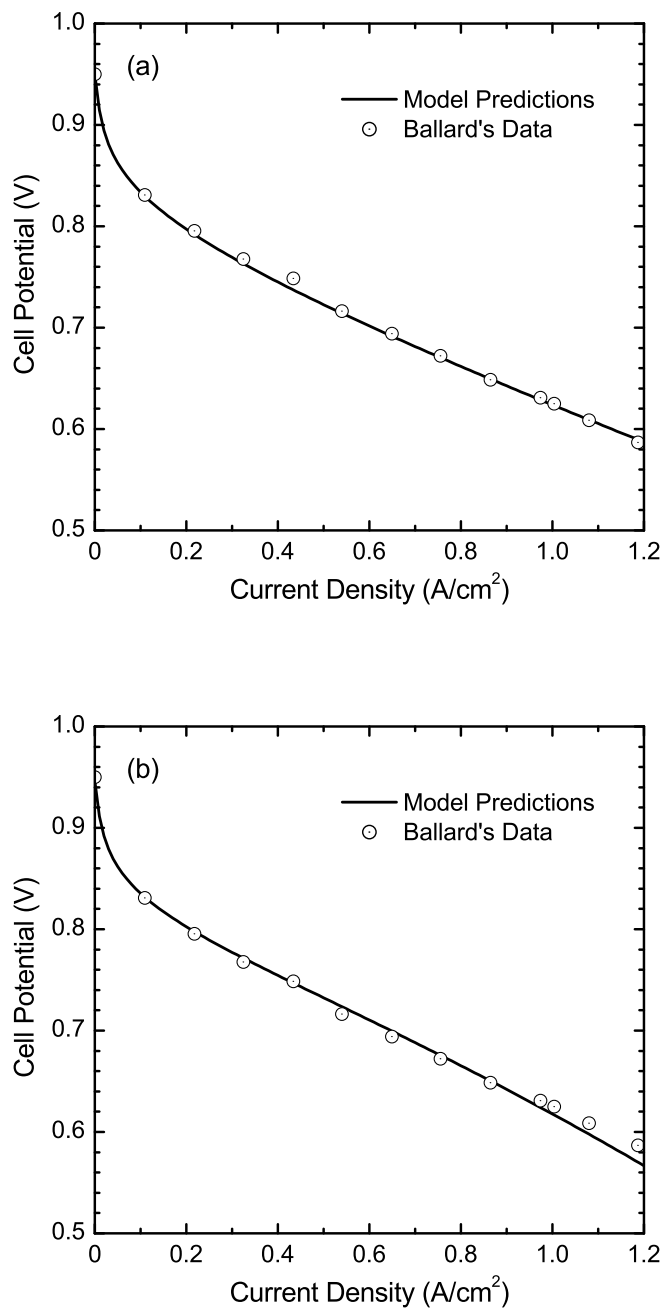 1.0
(a)
Model Predictions
Ballard's Data
0.9
0.8
0.7
0.6
0.5
Cell Potential (V)
0 0.2 0.4 0.6 0.8 1.0 1.2
Current Density (A/cm²)
1.0
(b)
Model Predictions
Ballard's Data
0.9
0.8
0.7
0.6
0.5
Cell Potential (V)
0 0.2 0.4 0.6 0.8 1.0 1.2
Current Density (A/cm²)